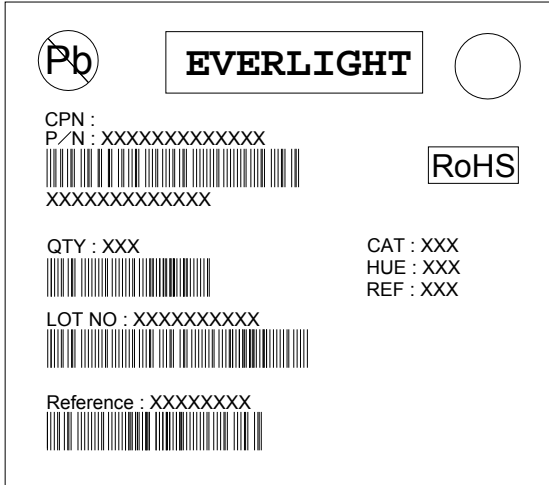 Pb
EVERLIGHT
CPN :
P/N : XXXXXXXXXXXXX
RoHS
XXXXXXXXXXXXX
QTY : XXX
CAT : XXX
HUE : XXX
REF : XXX
LOT NO : XXXXXXXXXX
Reference : XXXXXXXX